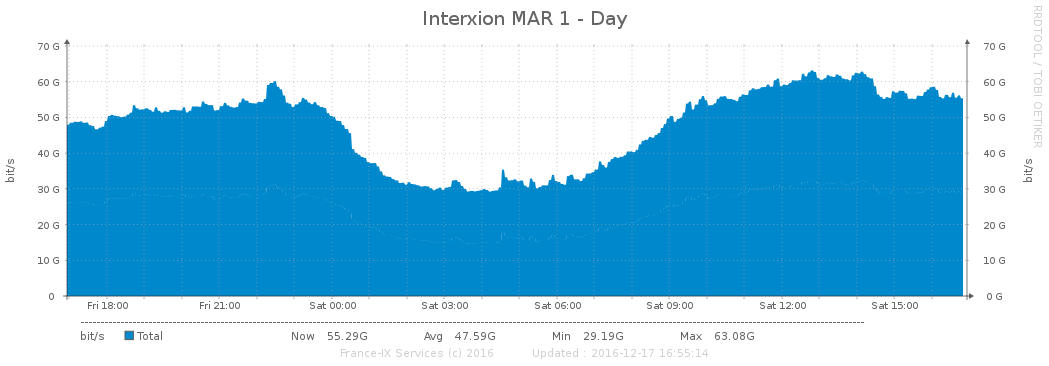 Interxion MAR 1 - Day
RRDTOOL / TOBI OETIKER
bit/s
70 G
60 G
50 G
40 G
30 G
20 G
10 G
0
70 G
60 G
50 G
40 G
30 G
20 G
10 G
0 G
bit/s
Fri 18:00 Fri 21:00 Sat 00:00 Sat 03:00 Sat 06:00 Sat 09:00 Sat 12:00 Sat 15:00
bit/s Total Now 55.29G Avg 47.59G Min 29.19G Max 63.08G
France-IX Services (c) 2016 Updated : 2016-12-17 16:55:14